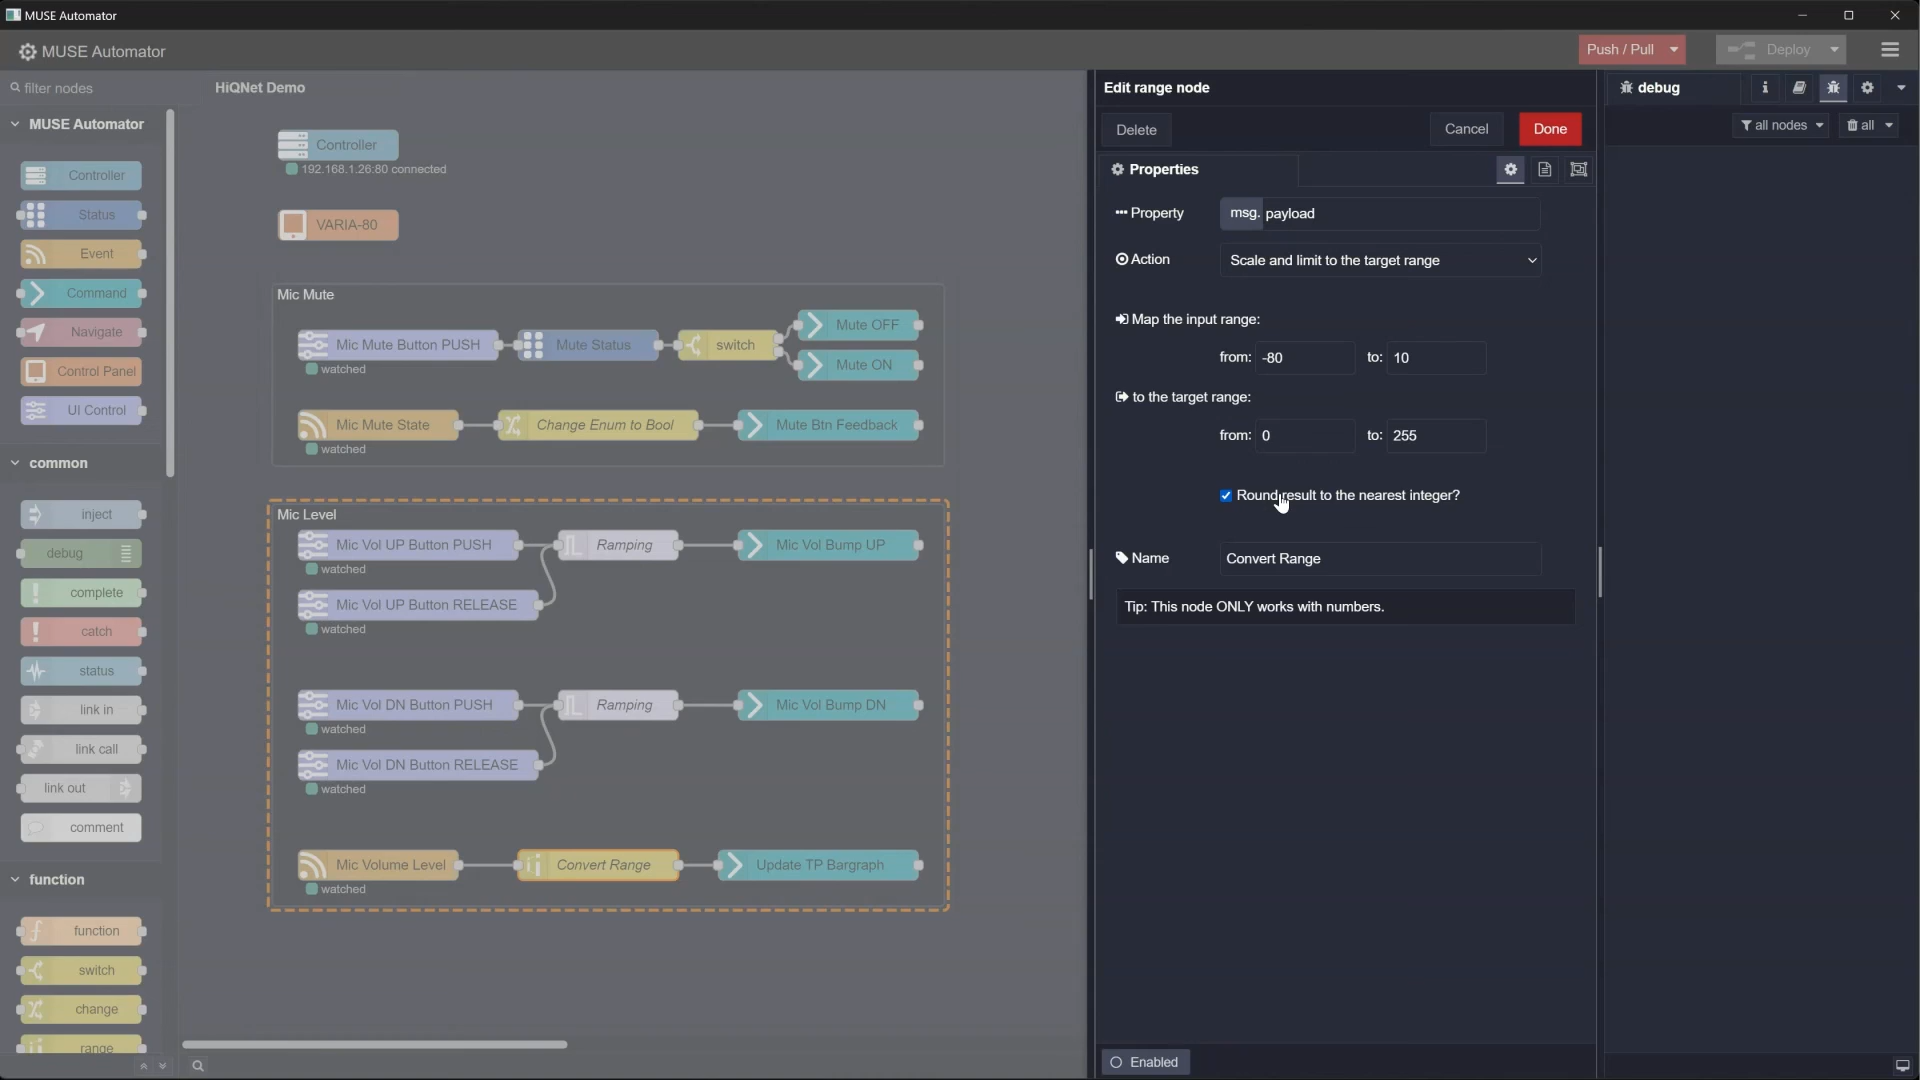 MUSE Automator
MUSE Automator
Push / Pull
Deploy
filter nodes
HiQNet Demo
MUSE Automator
Controller
Status
Event
Command
Navigate
Control Panel
UI Control
common
inject
debug
complete
catch
status
link in
link call
link out
comment
function
function
switch
change
range
Controller
192.168.1.26:80 connected
VARIA-80
Mic Mute
Mic Mute Button PUSH
watched
Mute Status
switch
Mute OFF
Mute ON
Mic Mute State
watched
Change Enum to Bool
Mute Btn Feedback
Mic Level
Mic Vol UP Button PUSH
watched
Ramping
Mic Vol Bump UP
Mic Vol UP Button RELEASE
watched
Mic Vol DN Button PUSH
watched
Ramping
Mic Vol Bump DN
Mic Vol DN Button RELEASE
watched
Mic Volume Level
watched
Convert Range
Update TP Bargraph
Edit range node
Delete
Cancel
Done
Properties
Property
msg. payload
Action
Scale and limit to the target range
Map the input range:
from: -80 to: 10
to the target range:
from: 0 to: 255
Round result to the nearest integer?
Name
Convert Range
Tip: This node ONLY works with numbers.
Enabled
debug
all nodes
all